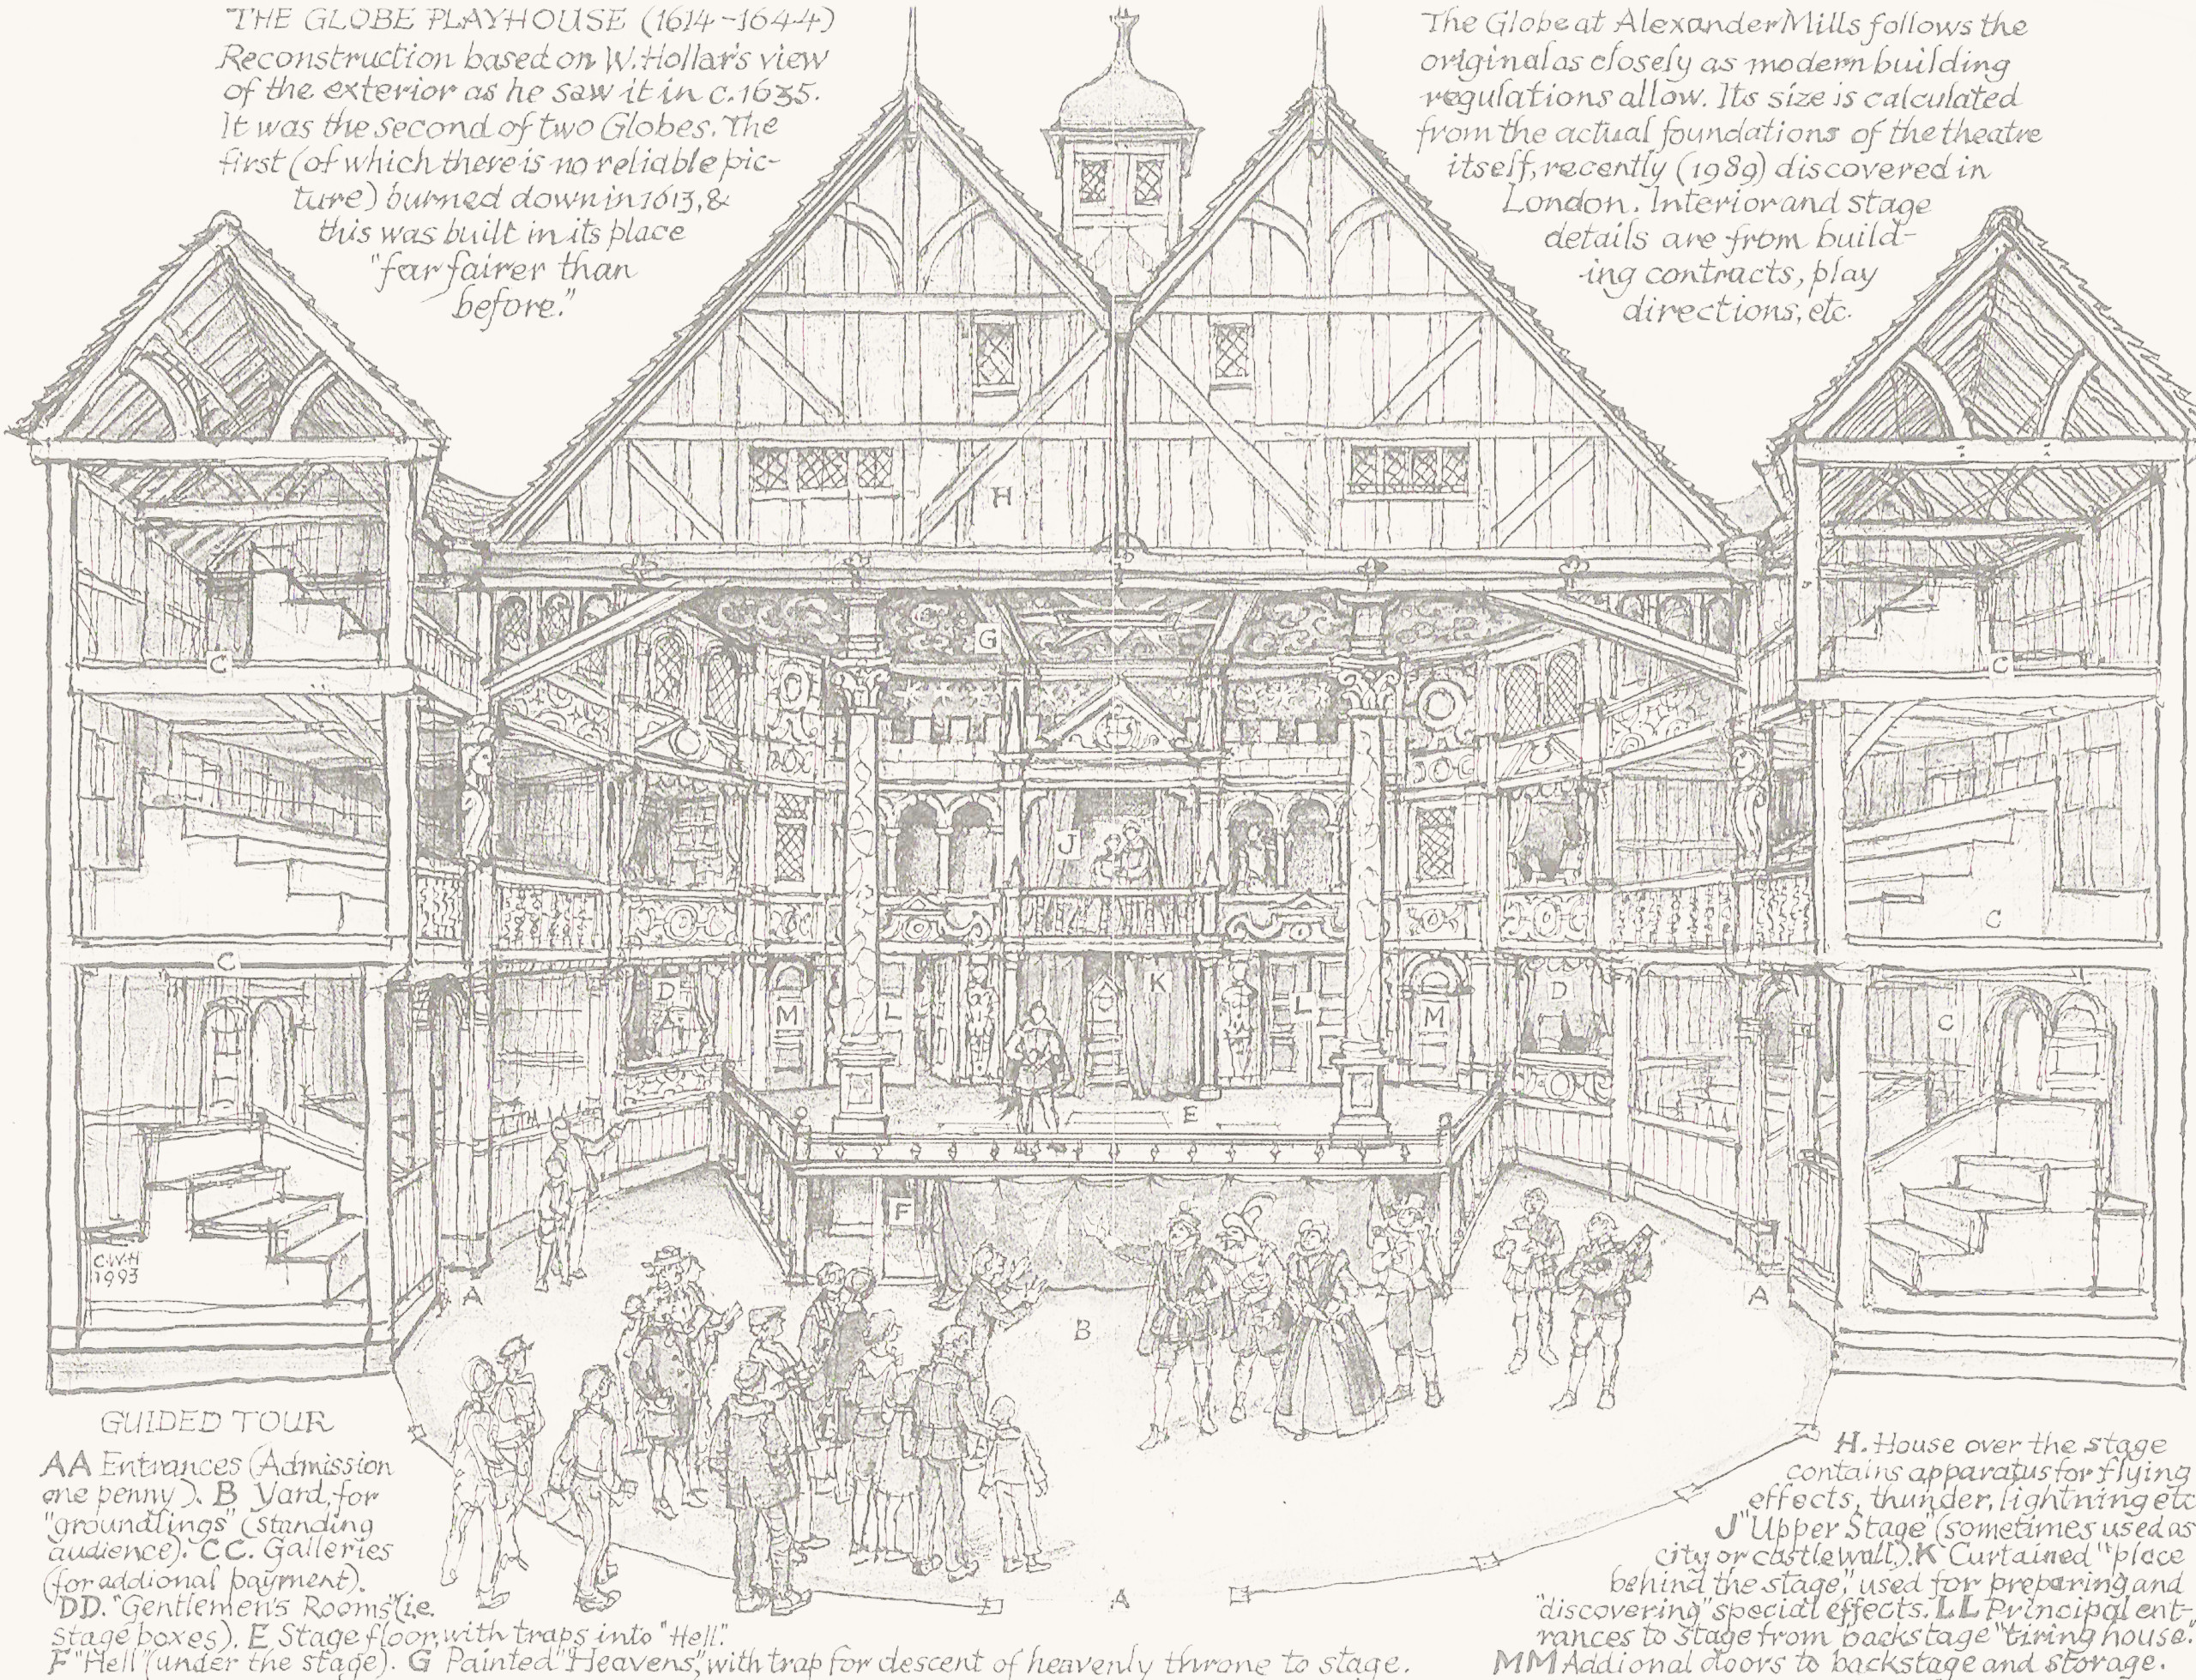 THE GLOBE PLAYHOUSE (1614-1644)
Reconstruction based on W. Hollar's view
of the exterior as he saw it in c.1635.
It was the second of two Globes. The
first (of which there is no reliable pic-
ture) burned down in 1613, &
this was built in its place
"far fairer than
before."
The Globe at Alexander Mills follows the
original as closely as modern building
regulations allow. Its size is calculated
from the actual foundations of the theatre
itself, recently (1989) discovered in
London. Interior and stage
details are from build-
ing contracts, play
directions, etc.
H
G
C
C
J
C
C
D
M
L
K
L
M
D
C
E
F
C.W.H
1993
A
B
A
A
GUIDED TOUR
AA Entrances (Admission
one penny). B Yard, for
"groundlings" (standing
audience). CC. Galleries
(for addional payment).
DD. "Gentlemen's Rooms" (i.e.
stage boxes). E Stage floor, with traps into "Hell".
F "Hell" (under the stage). G Painted "Heavens", with trap for descent of heavenly throne to stage.
H. House over the stage
contains apparatus for flying
effects, thunder, lightning etc
J "Upper Stage" (sometimes used as
city or castle wall). K Curtained "place
behind the stage," used for preparing and
"discovering" special effects. LL Principal ent-
rances to stage from backstage "tiring house."
MM Addional doors to backstage and storage.